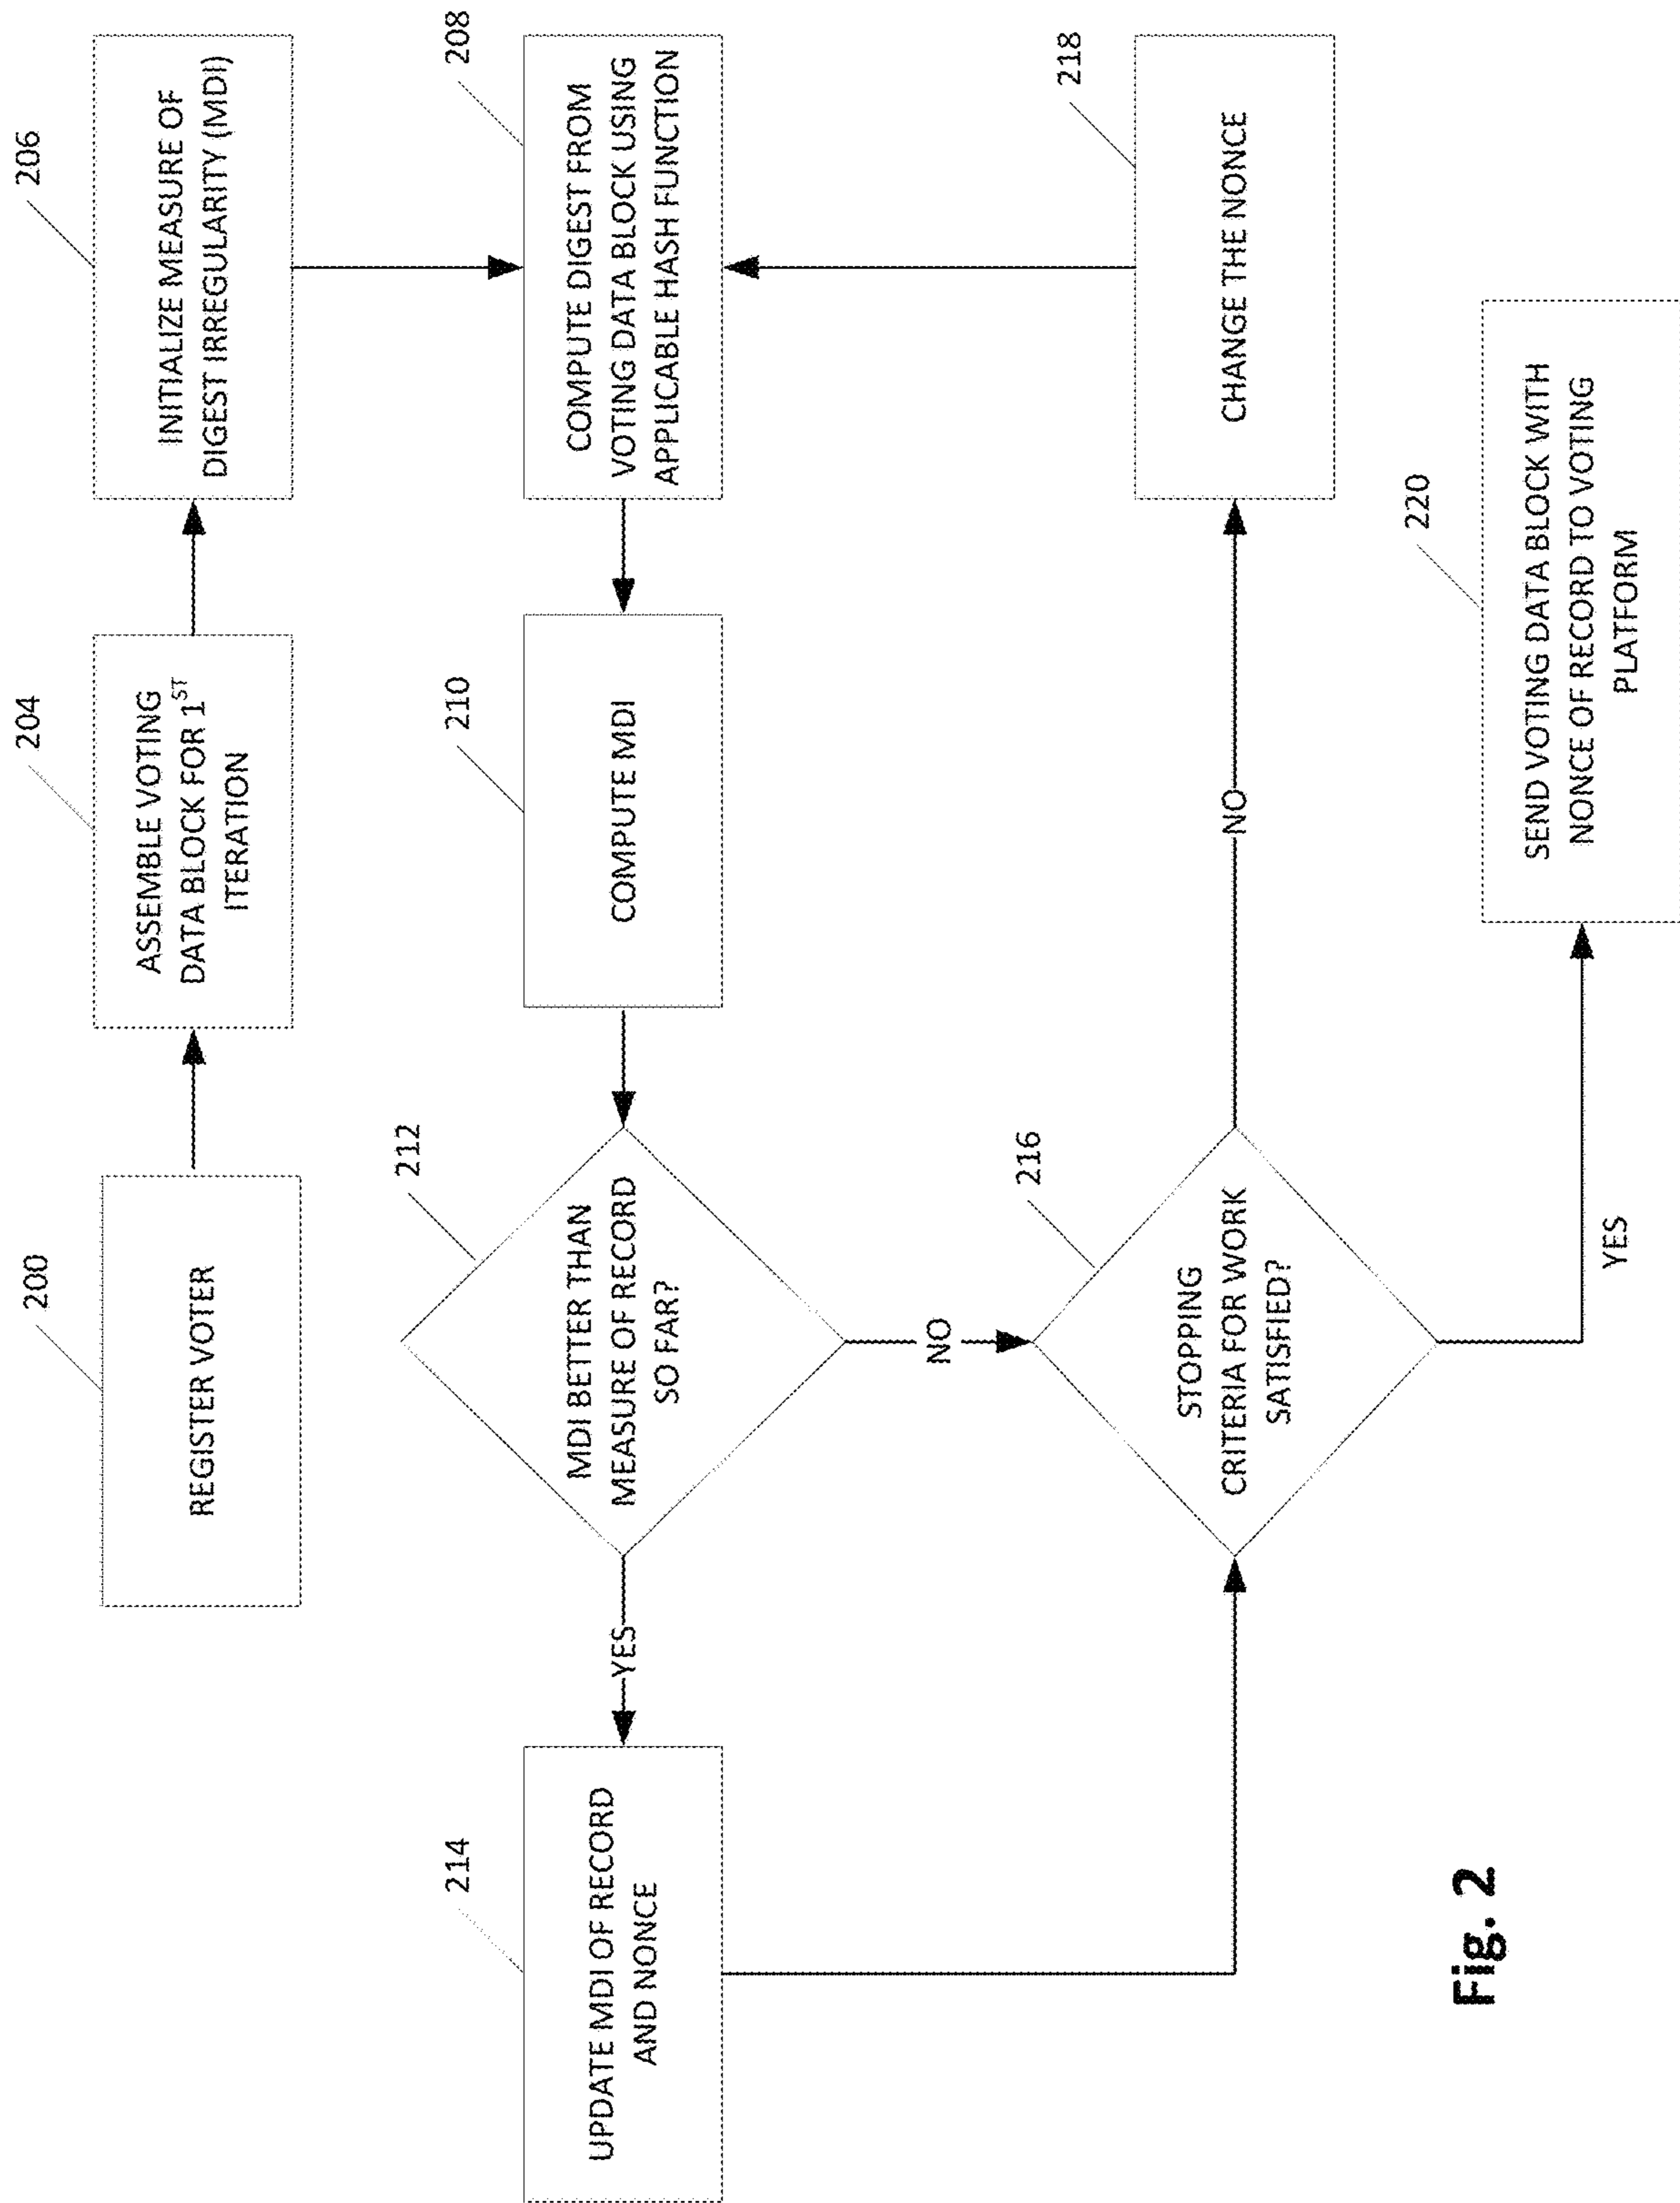 200
REGISTER VOTER
204
ASSEMBLE VOTING
DATA BLOCK FOR 1ST
ITERATION
206
INITIALIZE MEASURE OF
DIGEST IRREGULARITY (MDI)
208
COMPUTE DIGEST FROM
VOTING DATA BLOCK USING
APPLICABLE HASH FUNCTION
210
COMPUTE MDI
212
MDI BETTER THAN
MEASURE OF RECORD
SO FAR?
YES
NO
214
UPDATE MDI OF RECORD
AND NONCE
216
STOPPING
CRITERIA FOR WORK
SATISFIED?
NO
YES
218
CHANGE THE NONCE
220
SEND VOTING DATA BLOCK WITH
NONCE OF RECORD TO VOTING
PLATFORM
Fig. 2